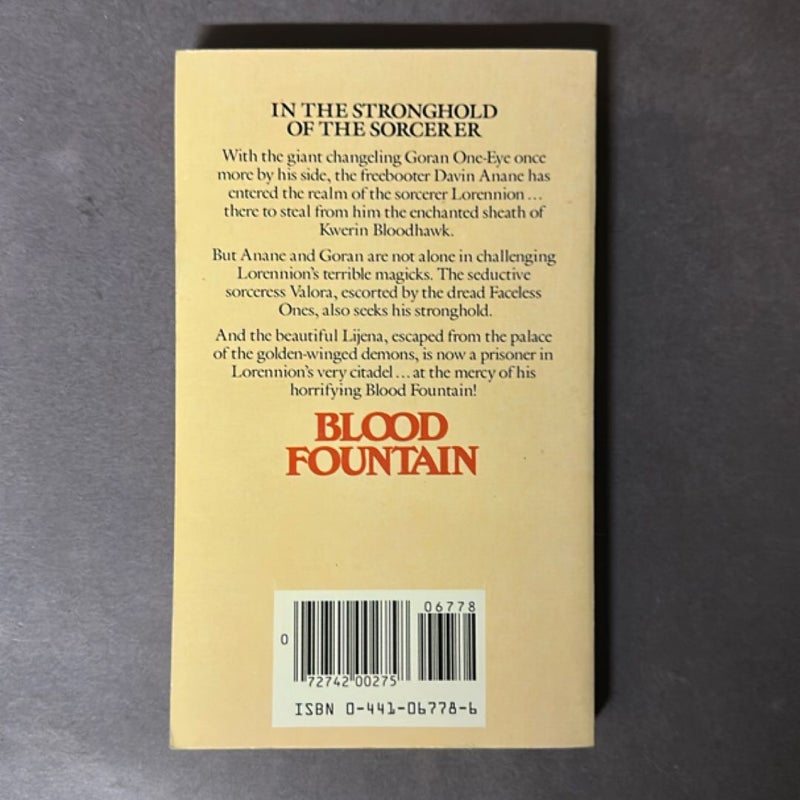 IN THE STRONGHOLD
OF THE SORCERER
With the giant changeling Goran One-Eye once
more by his side, the freebooter Davin Anane has
entered the realm of the sorcerer Lorennion...
there to steal from him the enchanted sheath of
Kwerin Bloodhawk.
But Anane and Goran are not alone in challenging
Lorennion's terrible magicks. The seductive
sorceress Valora, escorted by the dread Faceless
Ones, also seeks his stronghold.
And the beautiful Lijena, escaped from the palace
of the golden-winged demons, is now a prisoner in
Lorennion's very citadel...at the mercy of his
horrifying Blood Fountain!
BLOOD
FOUNTAIN
06778
0
72742 00275
ISBN 0-441-06778-6